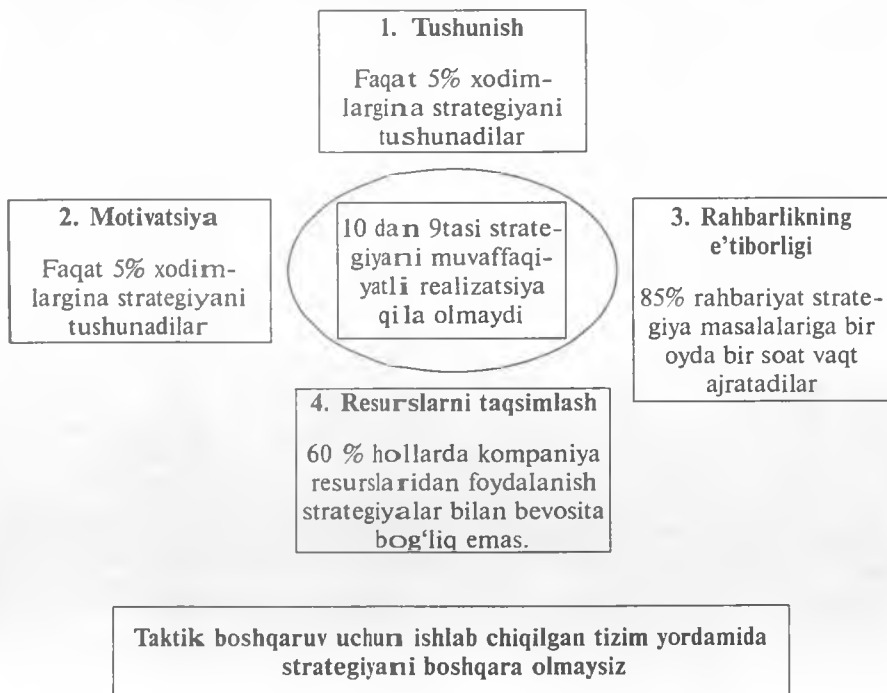 1. Tushunish
Faqat 5% xodim-
largina strategiyani
tushunadilar
2. Motivatsiya
Faqat 5% xodim-
largina strategiyani
tushunadilar
10 dan 9tasi strate-
giyani muvaffaqi-
yatli realizatsiya
qila olmaydi
3. Rahbarlikning
e’tiborligi
85% rahbariyat strate-
giya masalalariga bir
oyda bir soat vaqt
ajratadilar
4. Resurslarni taqsimlash
60 % hollarda kompaniya
resurslaridan foydalanish
strategiyalar bilan bevosita
bog‘liq emas.
Taktik boshqaruv uchun ishlab chiqilgan tizim yordamida
strategiyani boshqara olmaysiz